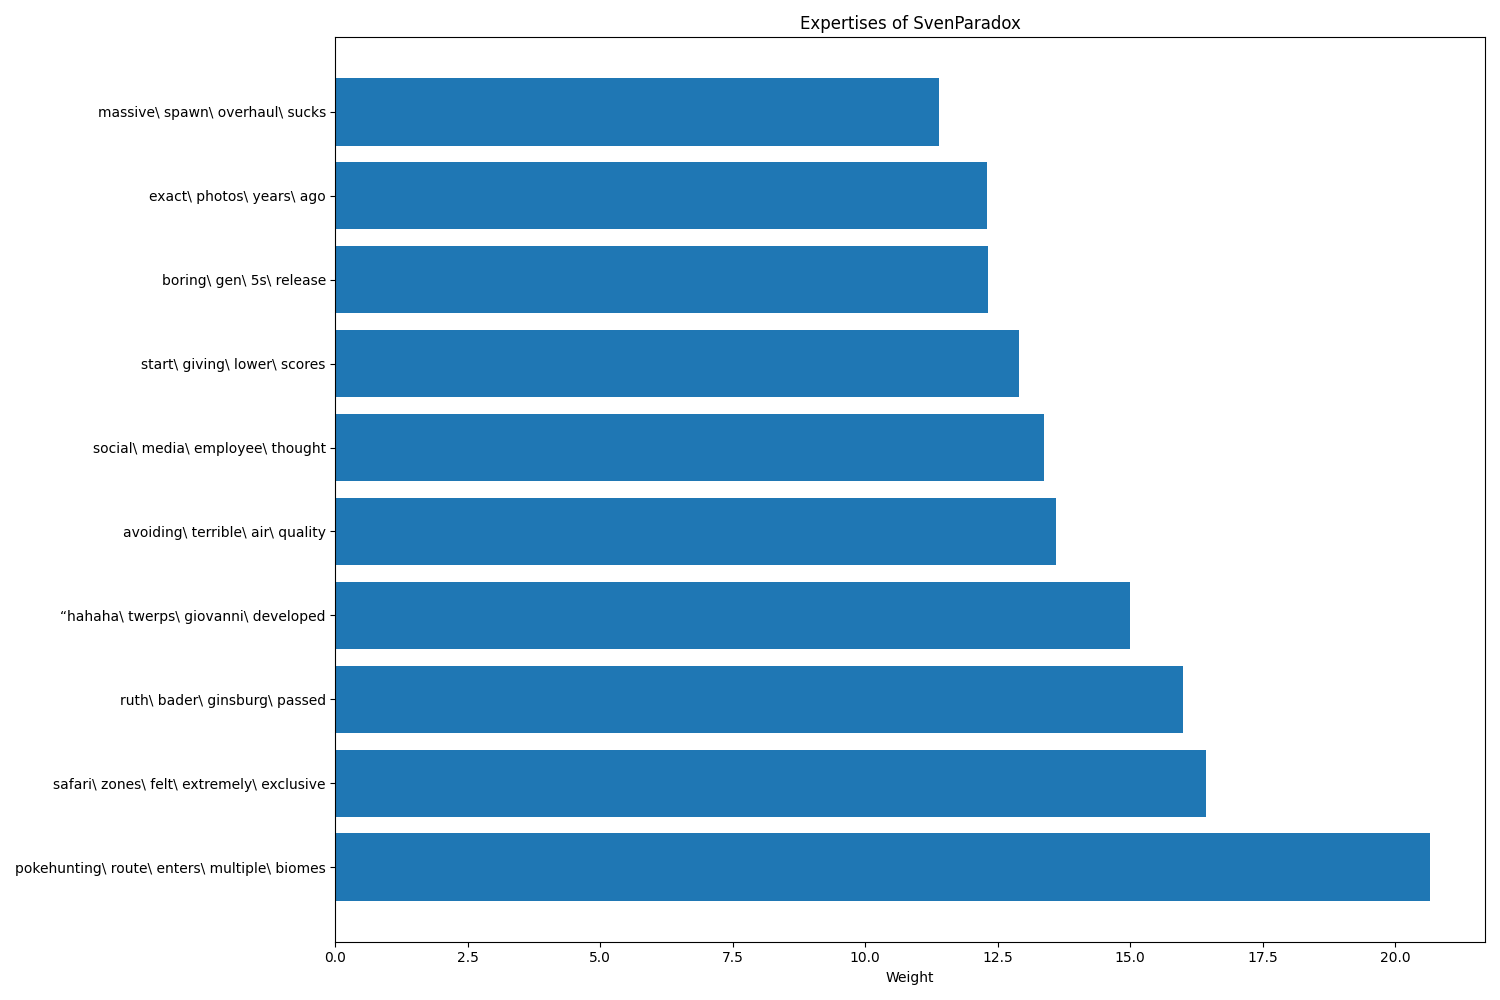 Expertises of SvenParadox
massive\ spawn\ overhaul\ sucks
exact\ photos\ years\ ago
boring\ gen\ 5s\ release
start\ giving\ lower\ scores
social\ media\ employee\ thought
avoiding\ terrible\ air\ quality
“hahaha\ twerps\ giovanni\ developed
ruth\ bader\ ginsburg\ passed
safari\ zones\ felt\ extremely\ exclusive
pokehunting\ route\ enters\ multiple\ biomes
0.0 2.5 5.0 7.5 10.0 12.5 15.0 17.5 20.0
Weight